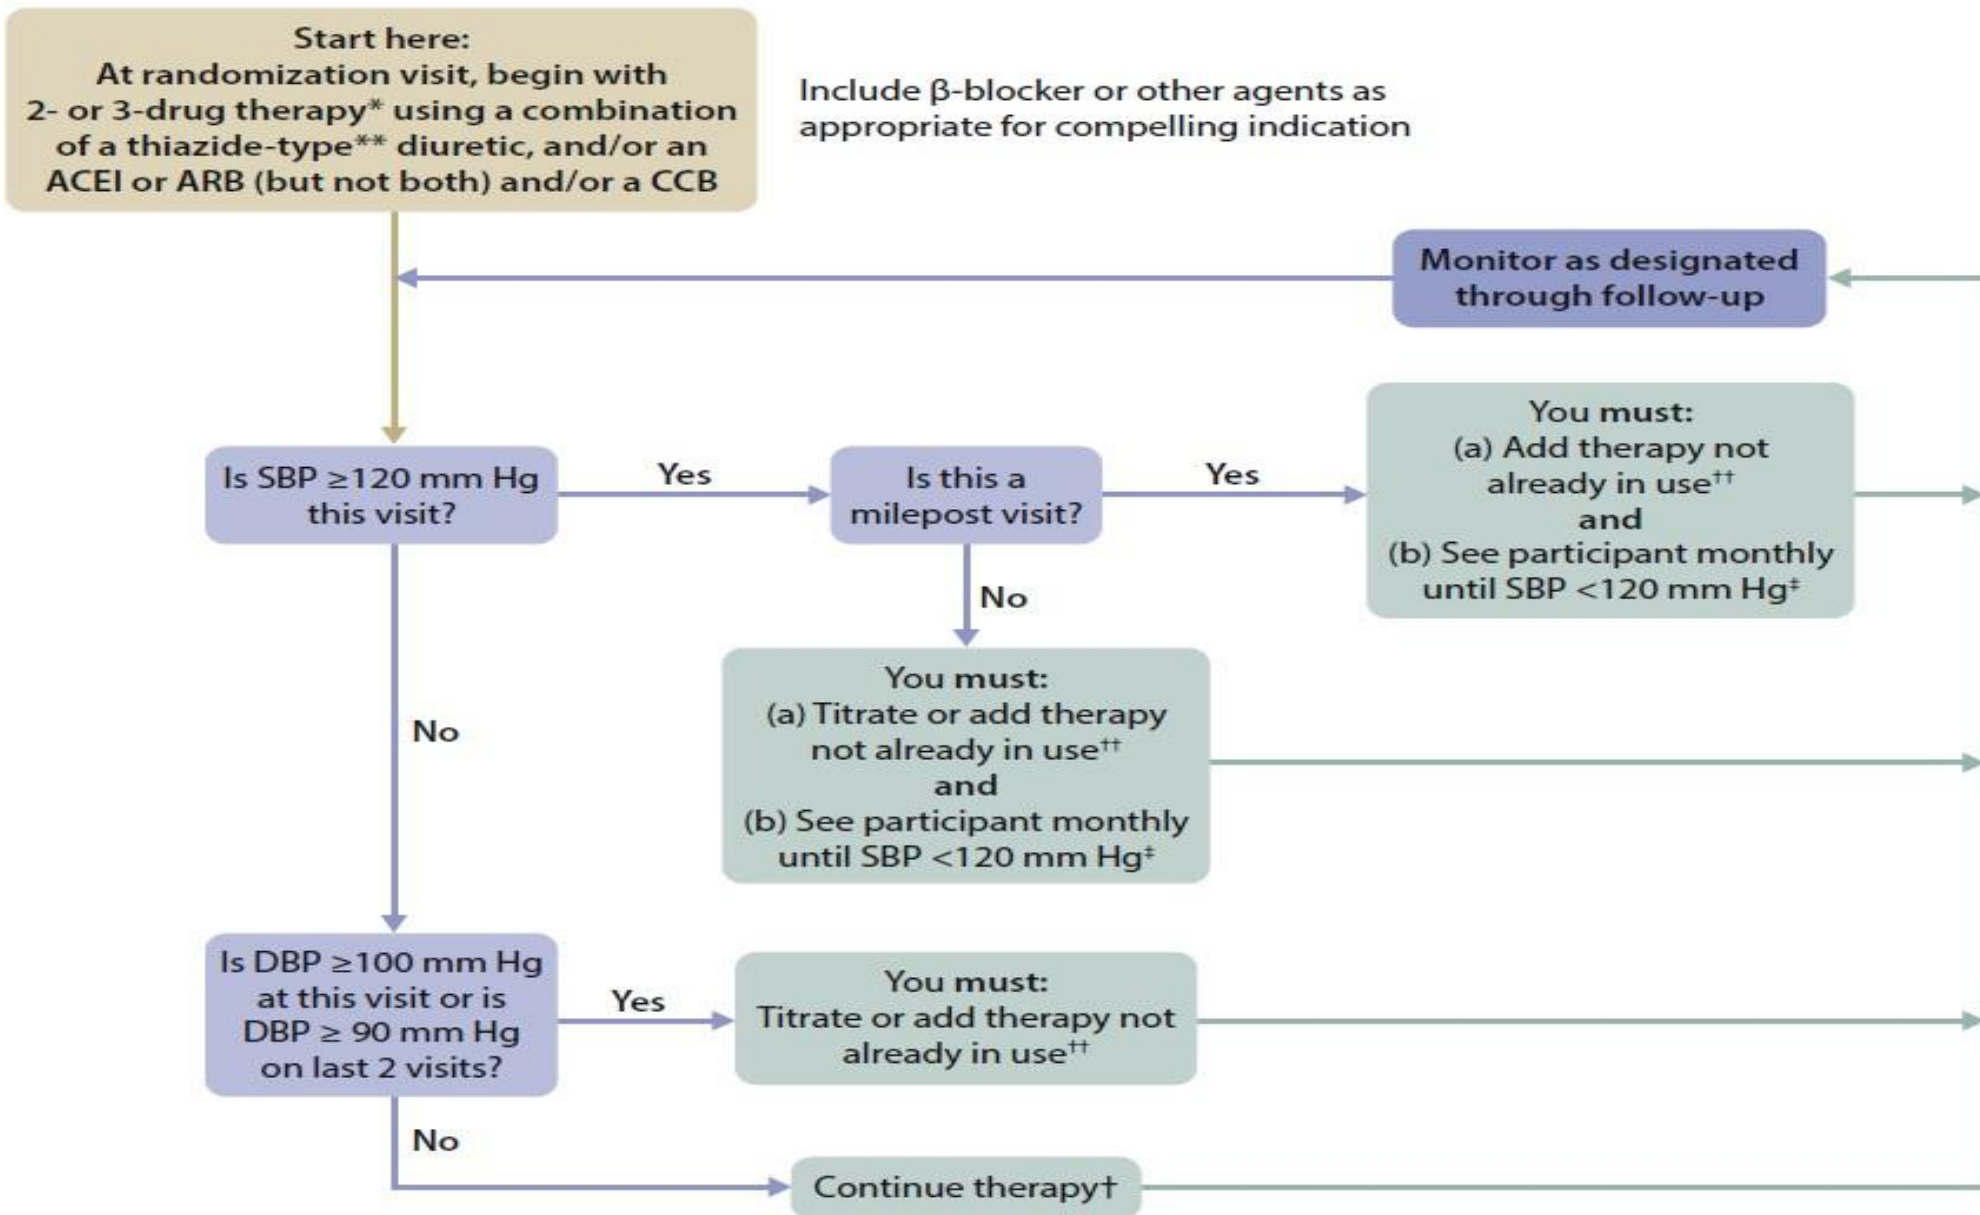 Start here:
At randomization visit, begin with
2- or 3-drug therapy* using a combination
of a thiazide-type** diuretic, and/or an
ACEI or ARB (but not both) and/or a CCB
Include β-blocker or other agents as
appropriate for compelling indication
Monitor as designated
through follow-up
Is SBP ≥120 mm Hg
this visit?
Yes
Is this a
milepost visit?
Yes
You must:
(a) Add therapy not
already in use††
and
(b) See participant monthly
until SBP <120 mm Hg‡
No
You must:
(a) Titrate or add therapy
not already in use††
and
(b) See participant monthly
until SBP <120 mm Hg‡
No
Is DBP ≥100 mm Hg
at this visit or is
DBP ≥ 90 mm Hg
on last 2 visits?
Yes
You must:
Titrate or add therapy not
already in use††
No
Continue therapy†